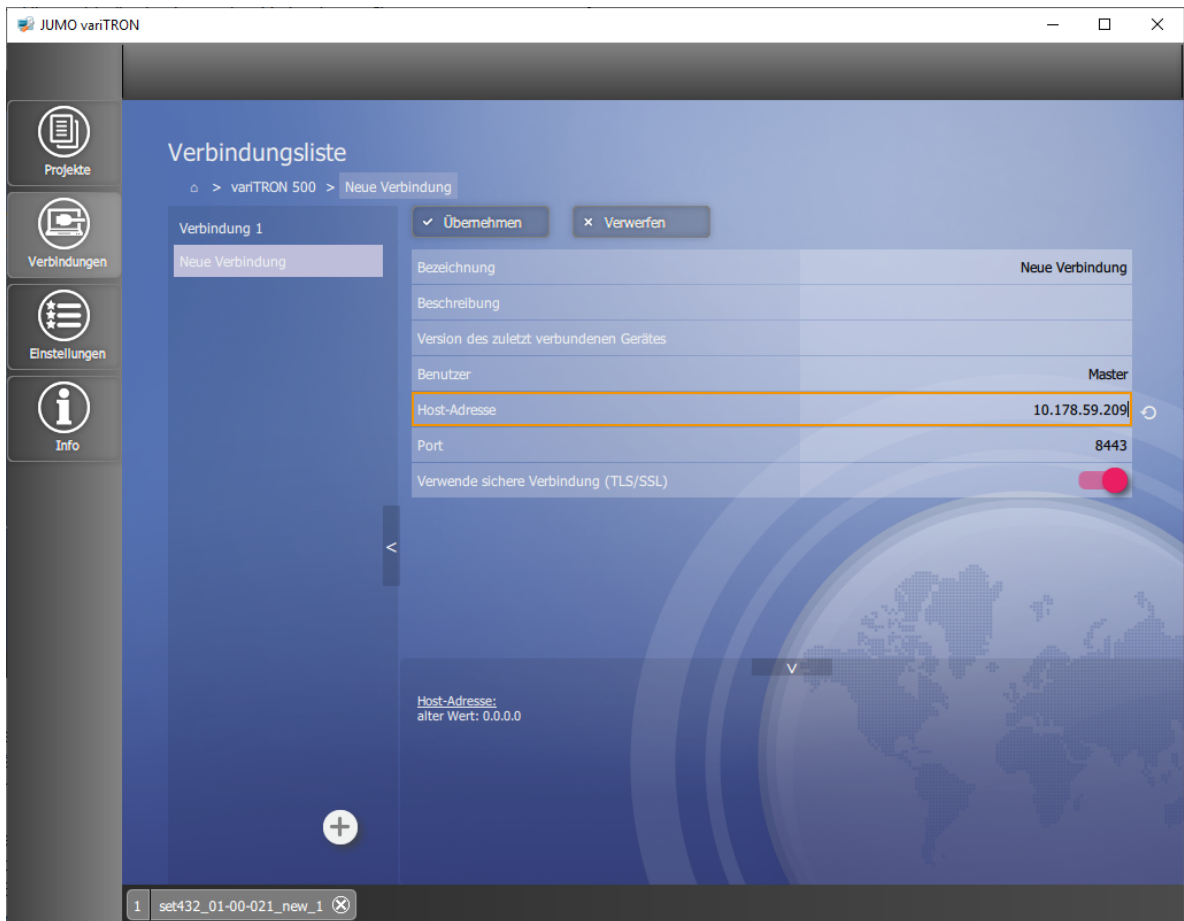 JUMO variTRON
Projekte
Verbindungen
Einstellungen
Info
Verbindungsliste
> variTRON 500 > Neue Verbindung
Verbindung 1
Neue Verbindung
Übernehmen
Verwerfen
Bezeichnung Neue Verbindung
Beschreibung
Version des zuletzt verbundenen Gerätes
Benutzer Master
Host-Adresse 10.178.59.209
Port 8443
Verwende sichere Verbindung (TLS/SSL)
<
V
Host-Adresse:
alter Wert: 0.0.0.0
1 set432_01-00-021_new_1